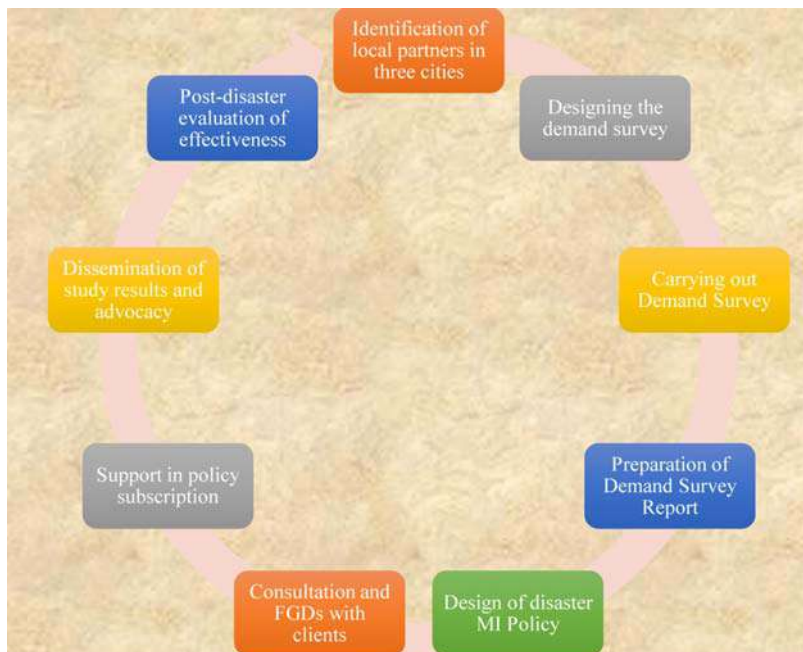 Identification of
local partners in
three cities
Designing the
demand survey
Carrying out
Demand Survey
Preparation of
Demand Survey
Report
Design of disaster
MI Policy
Consultation and
FGDs with
clients
Support in policy
subscription
Dissemination of
study results and
advocacy
Post-disaster
evaluation of
effectiveness